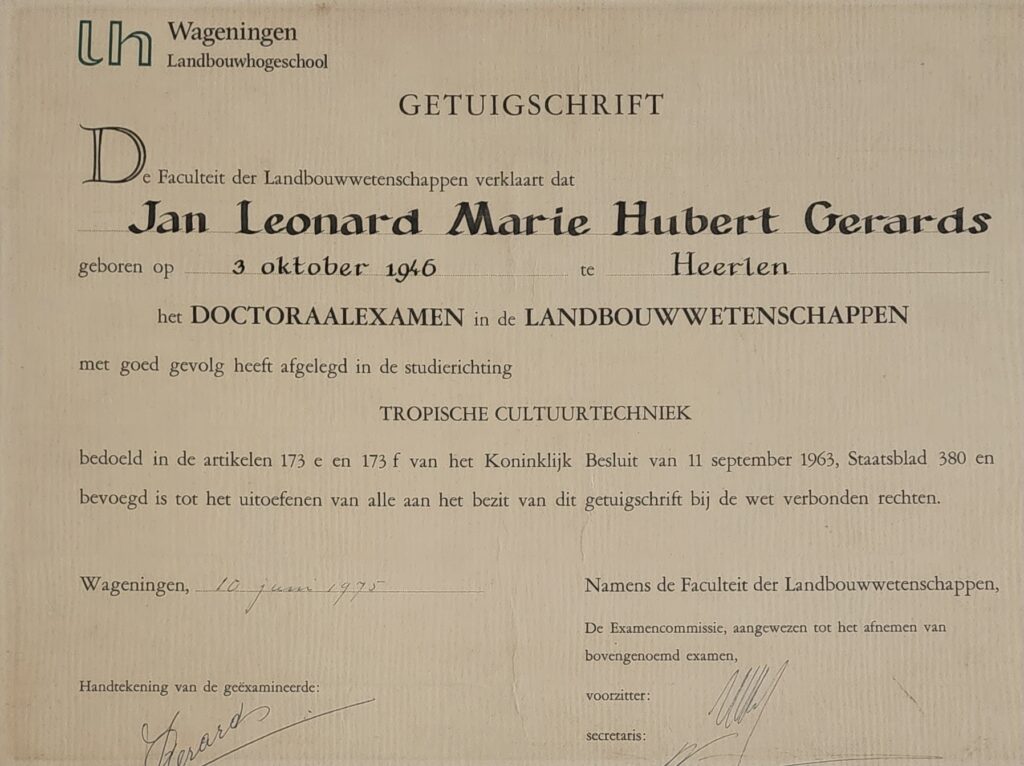 lh Wageningen
Landbouwhogeschool
GETUIGSCHRIFT
De Faculteit der Landbouwwetenschappen verklaart dat
Jan Leonard Marie Hubert Gerards
geboren op 3 oktober 1946 te Heerlen
het DOCTORAALEXAMEN in de LANDBOUWWETENSCHAPPEN
met goed gevolg heeft afgelegd in de studierichting
TROPISCHE CULTUURTECHNIEK
bedoeld in de artikelen 173 e en 173 f van het Koninklijk Besluit van 11 september 1963, Staatsblad 380 en
bevoegd is tot het uitoefenen van alle aan het bezit van dit getuigschrift bij de wet verbonden rechten.
Wageningen, 10 juni 1975
Namens de Faculteit der Landbouwwetenschappen,
De Examencommissie, aangewezen tot het afnemen van
bovengenoemd examen,
Handtekening van de geëxamineerde:
voorzitter:
secretaris:
Gerards